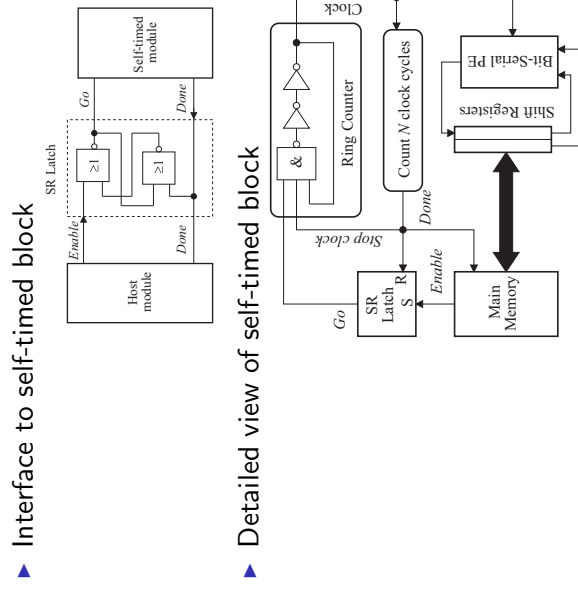 ▶ Interface to self-timed block
SR Latch
Host
module
Enable
Done
≥1
≥1
Go
Done
Self-timed
module
▶ Detailed view of self-timed block
Go
SR
Latch
S R
Enable
Main
Memory
Stop clock
Done
&
Ring Counter
Count N clock cycles
Clock
Shift Registers
Bit-Serial PE